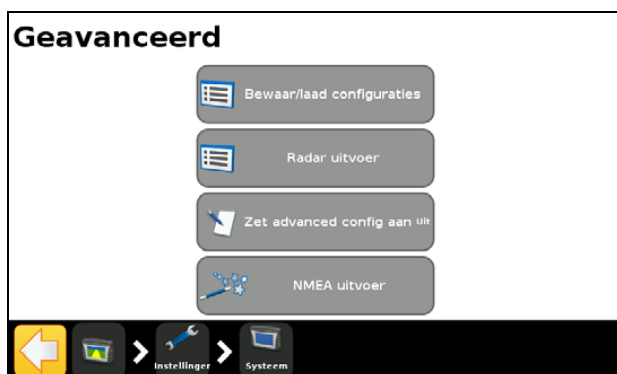 Geavanceerd
Bewaar/laad configuraties
Radar uitvoer
Zet advanced config aan Uit
NMEA uitvoer
Instellinger
Systeem